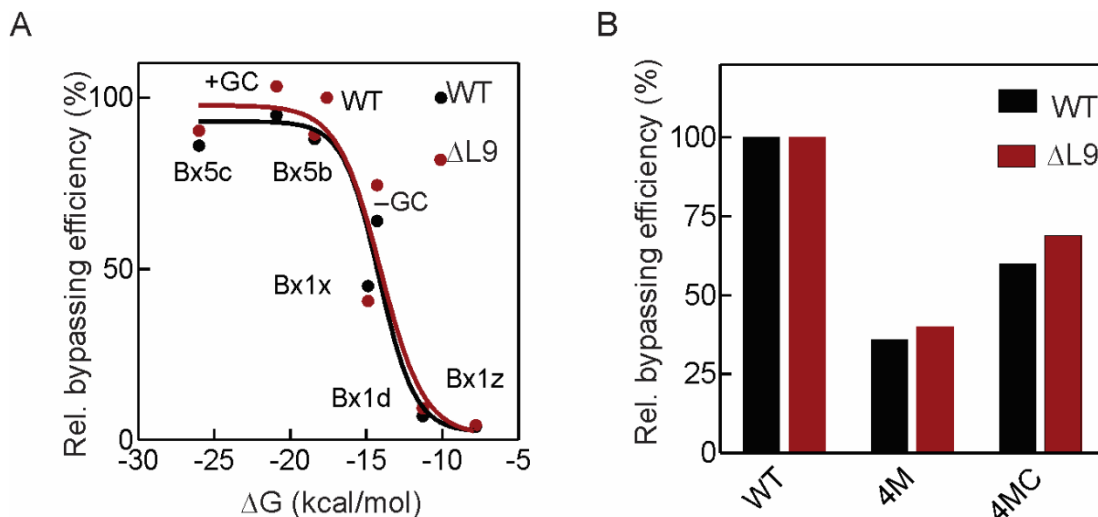 A
Rel. bypassing efficiency (%)
100
50
0
+GC
WT
WT
ΔL9
Bx5c
Bx5b
–GC
Bx1x
Bx1d
Bx1z
-30
-25
-20
-15
-10
-5
ΔG (kcal/mol)
B
Rel. bypassing efficiency (%)
100
75
50
25
0
WT
ΔL9
WT
4M
4MC